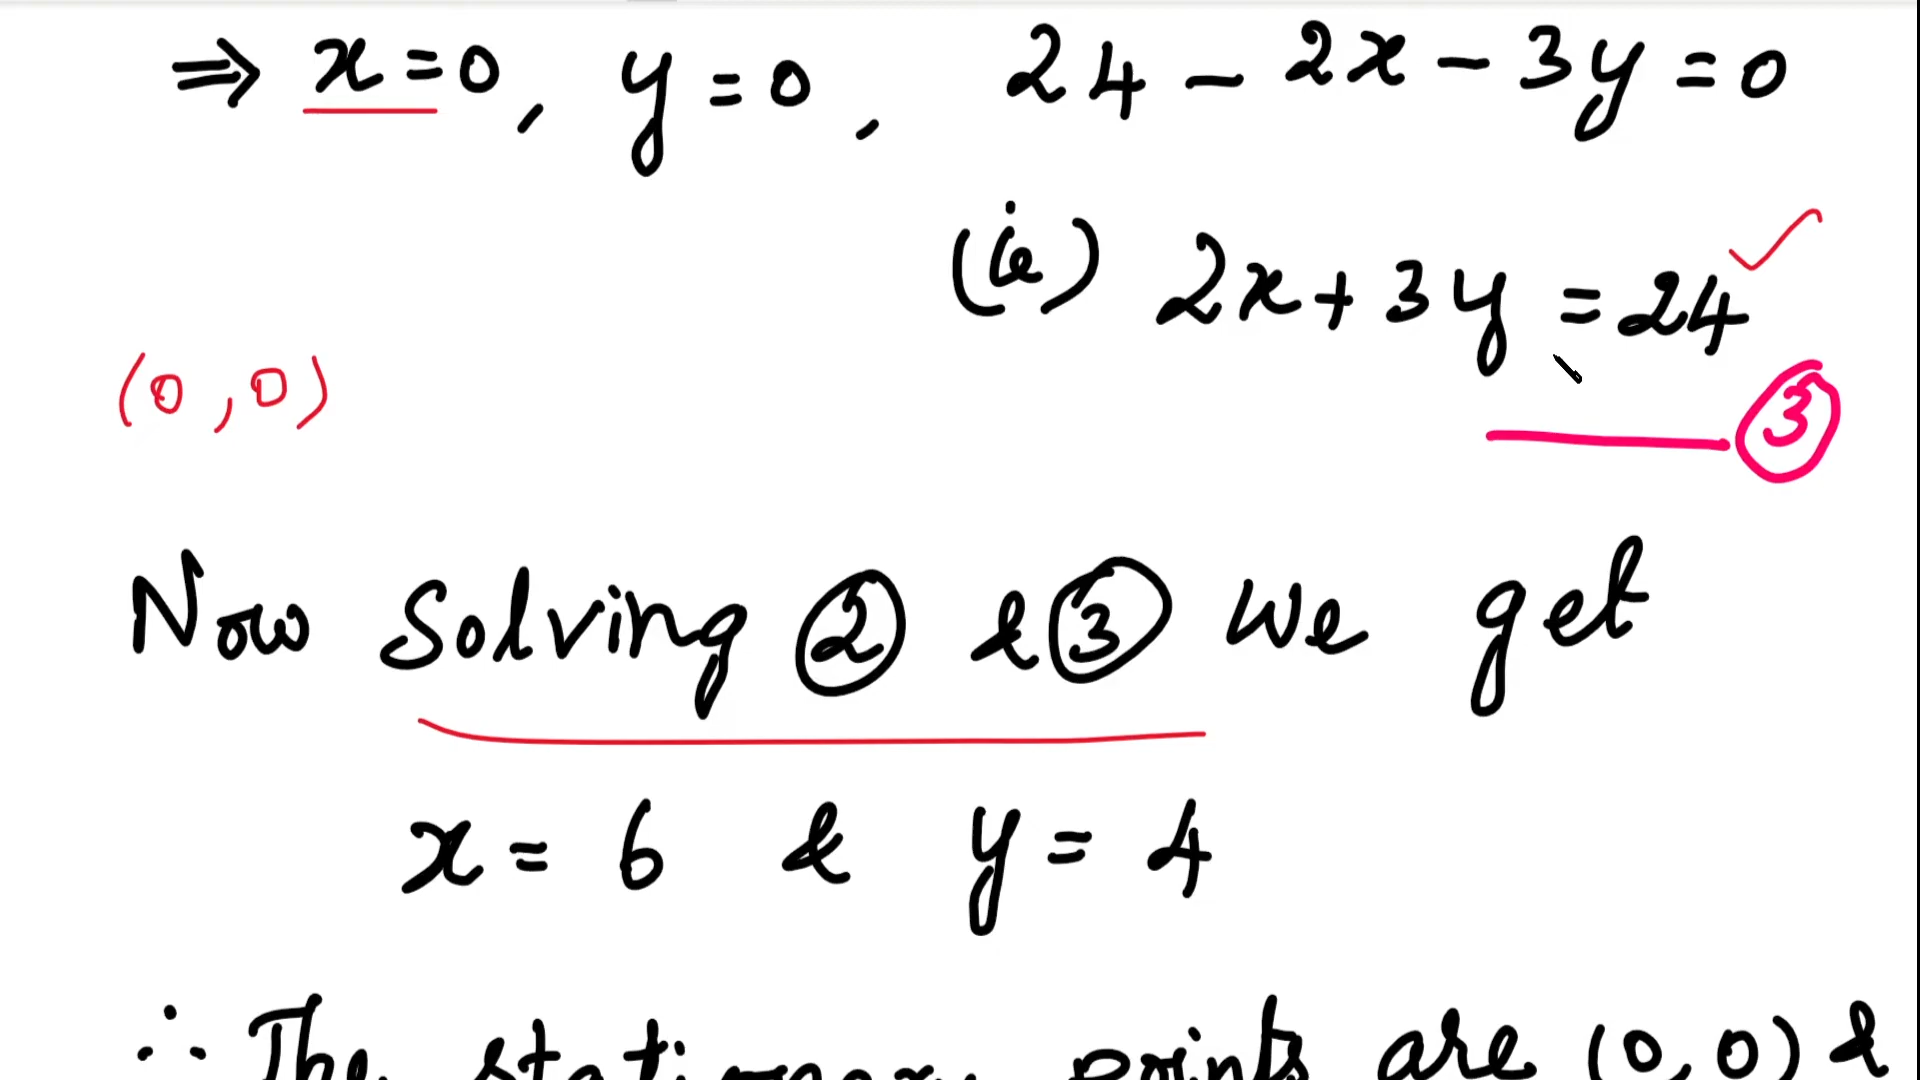 ⇒ x=0, y=0, 24-2x-3y=0
(ie) 2x+3y=24
(0,0)
③
Now Solving ② & ③ we get
x=6 & y=4
∴ The stationary points are (0,0) &